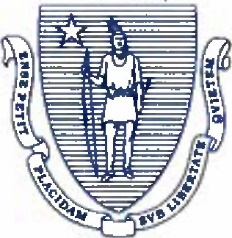 ENSE PETIT
PLACIDAM
SVB LIBERTATE
QVIETEM